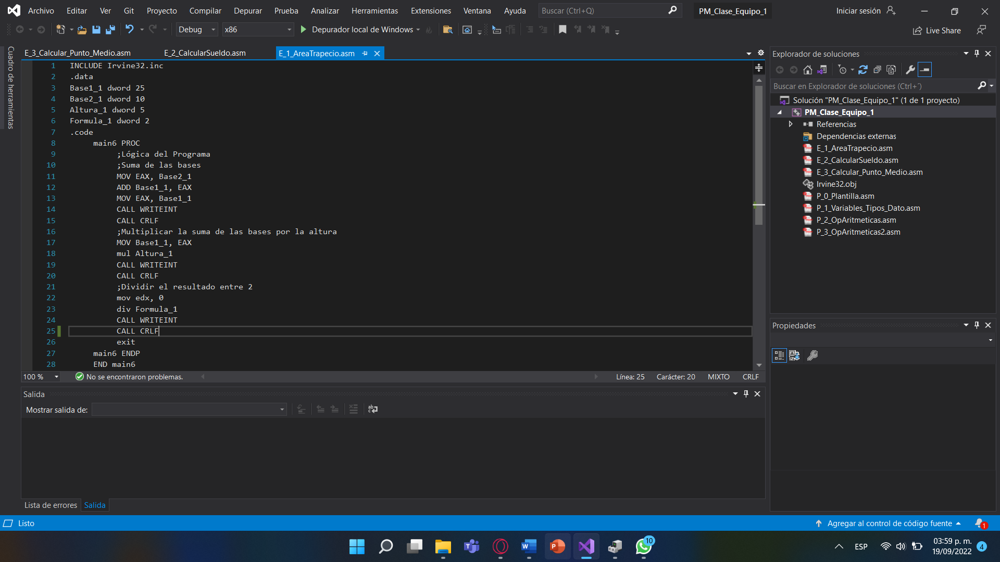 Archivo Editar Ver Git Proyecto Compilar Depurar Prueba Analizar Herramientas Extensiones Ventana Ayuda Buscar (Ctrl+Q) PM_Clase_Equipo_1 Iniciar sesión
Debug x86 Depurador local de Windows Live Share
Cuadro de herramientas
E_3_Calcular_Punto_Medio.asm E_2_CalcularSueldo.asm E_1_AreaTrapecio.asm
1 INCLUDE Irvine32.inc
2 .data
3 Base1_1 dword 25
4 Base2_1 dword 10
5 Altura_1 dword 5
6 Formula_1 dword 2
7 .code
8 main6 PROC
9 ;Lógica del Programa
10 ;Suma de las bases
11 MOV EAX, Base2_1
12 ADD Base1_1, EAX
13 MOV EAX, Base1_1
14 CALL WRITEINT
15 CALL CRLF
16 ;Multiplicar la suma de las bases por la altura
17 MOV Base1_1, EAX
18 mul Altura_1
19 CALL WRITEINT
20 CALL CRLF
21 ;Dividir el resultado entre 2
22 mov edx, 0
23 div Formula_1
24 CALL WRITEINT
25 CALL CRLF
26 exit
27 main6 ENDP
28 END main6
100 % No se encontraron problemas. Línea: 25 Carácter: 20 MIXTO CRLF
Salida
Mostrar salida de:
Lista de errores Salida
Explorador de soluciones
Buscar en Explorador de soluciones (Ctrl+´)
Solución "PM_Clase_Equipo_1" (1 de 1 proyecto)
PM_Clase_Equipo_1
Referencias
Dependencias externas
E_1_AreaTrapecio.asm
E_2_CalcularSueldo.asm
E_3_Calcular_Punto_Medio.asm
Irvine32.obj
P_0_Plantilla.asm
P_1_Variables_Tipos_Dato.asm
P_2_OpAritmeticas.asm
P_3_OpAritmeticas2.asm
Propiedades
Listo Agregar al control de código fuente 1
10 ESP 03:59 p. m.
19/09/2022 4